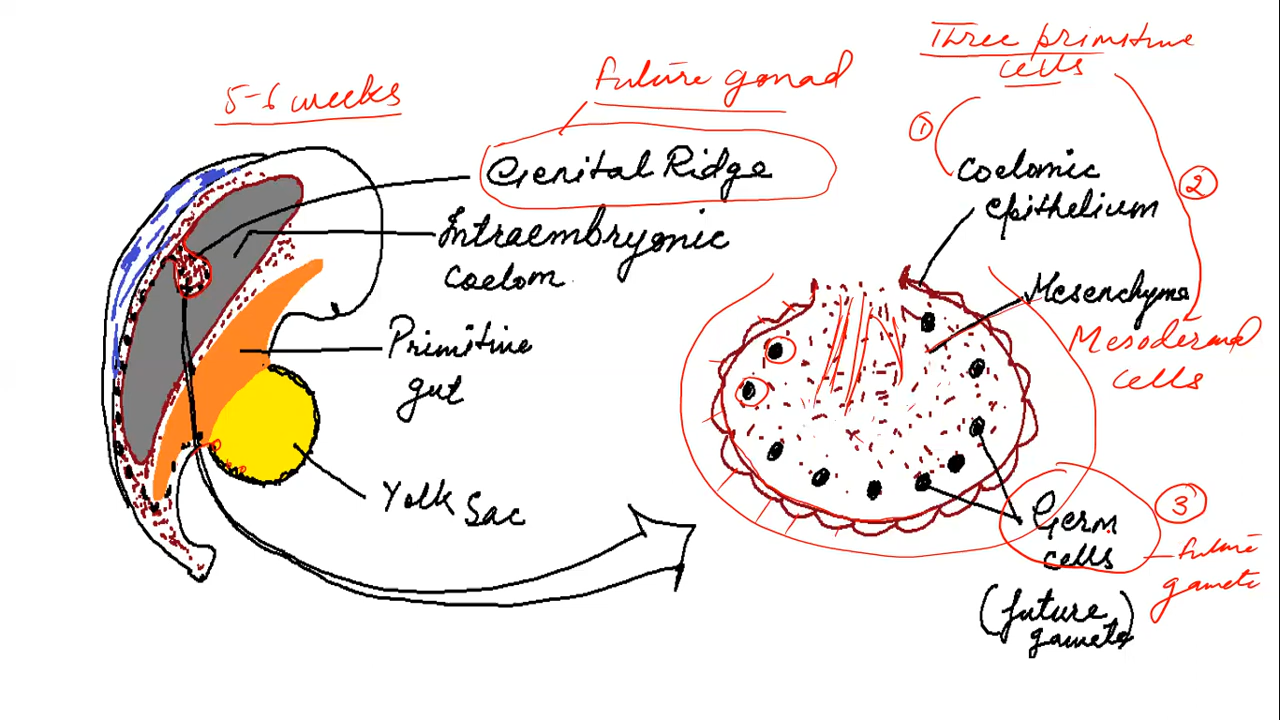 Three primitive
cells
Future gonad
5-6 weeks
①
Genital Ridge
Coelomic
epithelium
②
Intraembryonic
coelom
Mesenchyme
Mesodermal
cells
Primitive
gut
Yolk Sac
Germ
cells
③
future
gamete
(future
gamete)